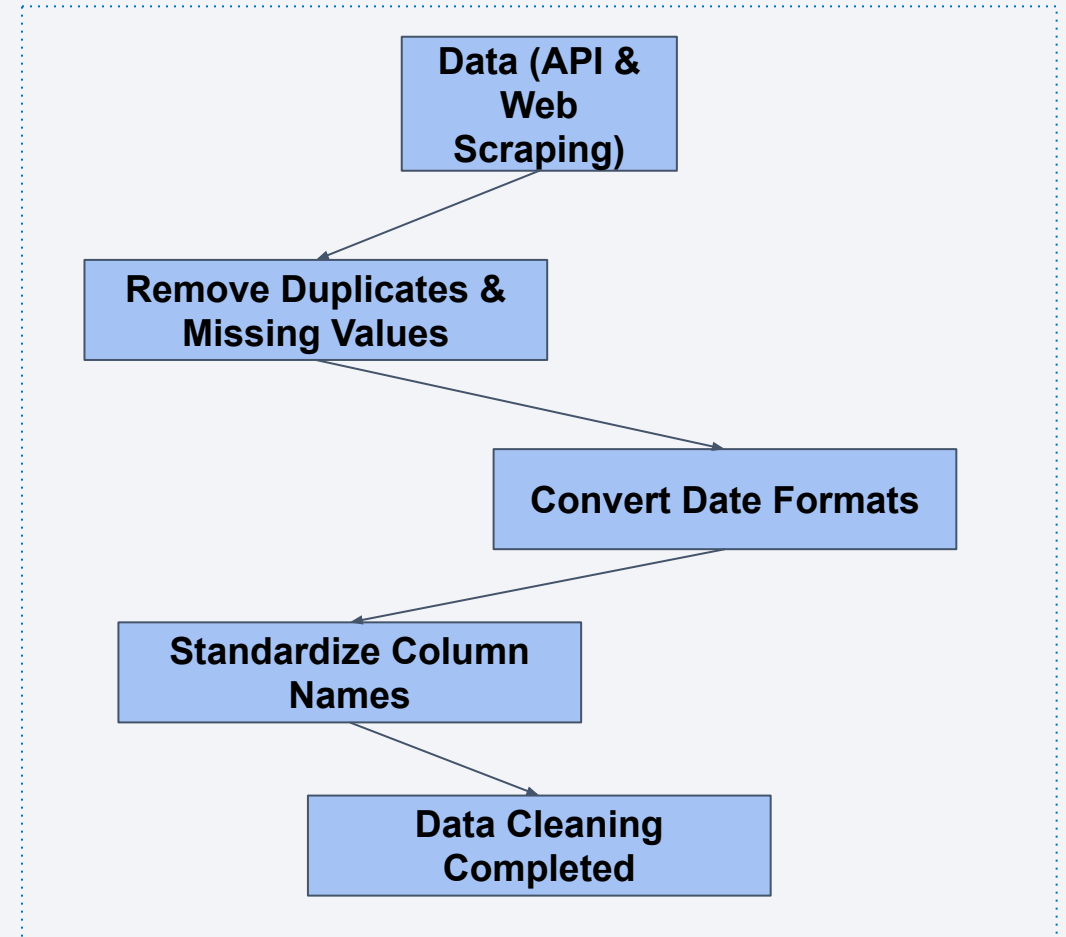 Data (API &
Web
Scraping)
Remove Duplicates &
Missing Values
Convert Date Formats
Standardize Column
Names
Data Cleaning
Completed